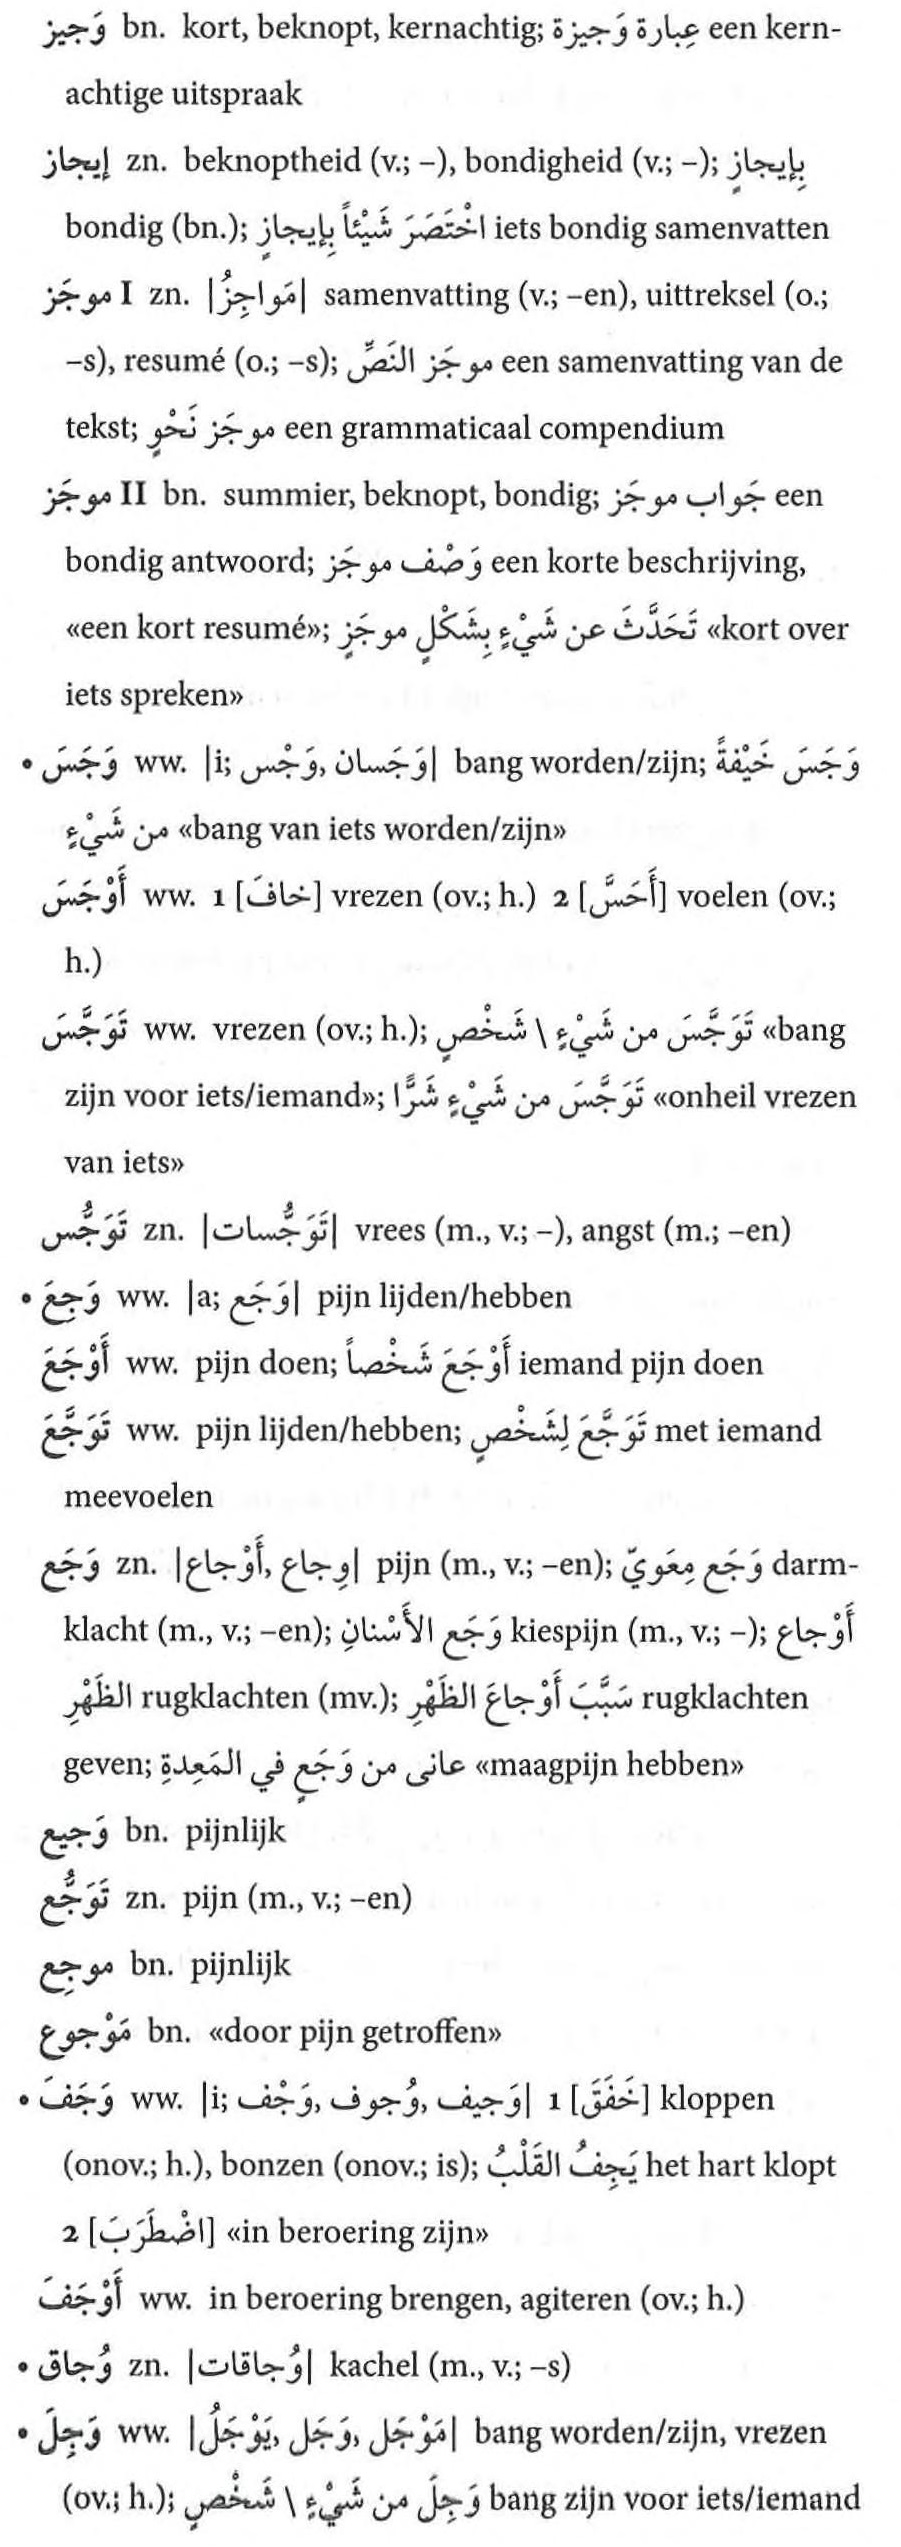 وَجيز bn. kort, beknopt, kernachtig; عِبارة وَجيزة een kern-
achtige uitspraak
إيجاز zn. beknoptheid (v.; –), bondigheid (v.; –); بِإيجازٍ
bondig (bn.); اخْتَصَرَ شَيْئاً بِإيجازٍ iets bondig samenvatten
موجَز I zn. |مَواجِزُ| samenvatting (v.; –en), uittreksel (o.;
–s), resumé (o.; –s); موجَز النَصِّ een samenvatting van de
tekst; موجَز نَحْوٍ een grammaticaal compendium
موجَز II bn. summier, beknopt, bondig; جَواب موجَز een
bondig antwoord; وَصْف موجَز een korte beschrijving,
«een kort resumé»; تَحَدَّثَ عن شَيْءٍ بِشَكْلٍ موجَزٍ «kort over
iets spreken»
• وَجَسَ ww. |i; وَجَسان, وَجْس| bang worden/zijn; وَجَسَ خَيْفةً
من شَيْءٍ «bang van iets worden/zijn»
أَوْجَسَ ww. 1 [خافَ] vrezen (ov.; h.) 2 [أَحَسَّ] voelen (ov.;
h.)
تَوَجَّسَ ww. vrezen (ov.; h.); تَوَجَّسَ من شَيْءٍ \ شَخْصٍ «bang
zijn voor iets/iemand»; تَوَجَّسَ من شَيْءٍ شَرًّا «onheil vrezen
van iets»
تَوَجُّس zn. |تَوَجُّسات| vrees (m., v.; –), angst (m.; –en)
• وَجِعَ ww. |a; وَجَع| pijn lijden/hebben
أَوْجَعَ ww. pijn doen; أَوْجَعَ شَخْصاً iemand pijn doen
تَوَجَّعَ ww. pijn lijden/hebben; تَوَجَّعَ لِشَخْصٍ met iemand
meevoelen
وَجَع zn. |وِجاع, أَوْجاع| pijn (m., v.; –en); وَجَع مِعَويّ darm-
klacht (m., v.; –en); وَجَع الأَسْنانِ kiespijn (m., v.; –); أَوْجاع
الظَهْرِ rugklachten (mv.); سَبَّبَ أَوْجاعَ الظَهْرِ rugklachten
geven; عانى من وَجَعٍ في المَعِدةِ «maagpijn hebben»
وَجيع bn. pijnlijk
تَوَجُّع zn. pijn (m., v.; –en)
موجِع bn. pijnlijk
مَوْجوع bn. «door pijn getroffen»
• وَجَفَ ww. |i; وَجيف, وُجوف, وَجْف| 1 [خَفَقَ] kloppen
(onov.; h.), bonzen (onov.; is); يَجِفُ القَلْبُ het hart klopt
2 [اضْطَرَبَ] «in beroering zijn»
أَوْجَفَ ww. in beroering brengen, agiteren (ov.; h.)
• وُجاق zn. |وُجاقات| kachel (m., v.; –s)
• وَجِلَ ww. |مَوْجَل, وَجَل, يَوْجَلُ| bang worden/zijn, vrezen
(ov.; h.); وَجِلَ من شَيْءٍ \ شَخْصٍ bang zijn voor iets/iemand